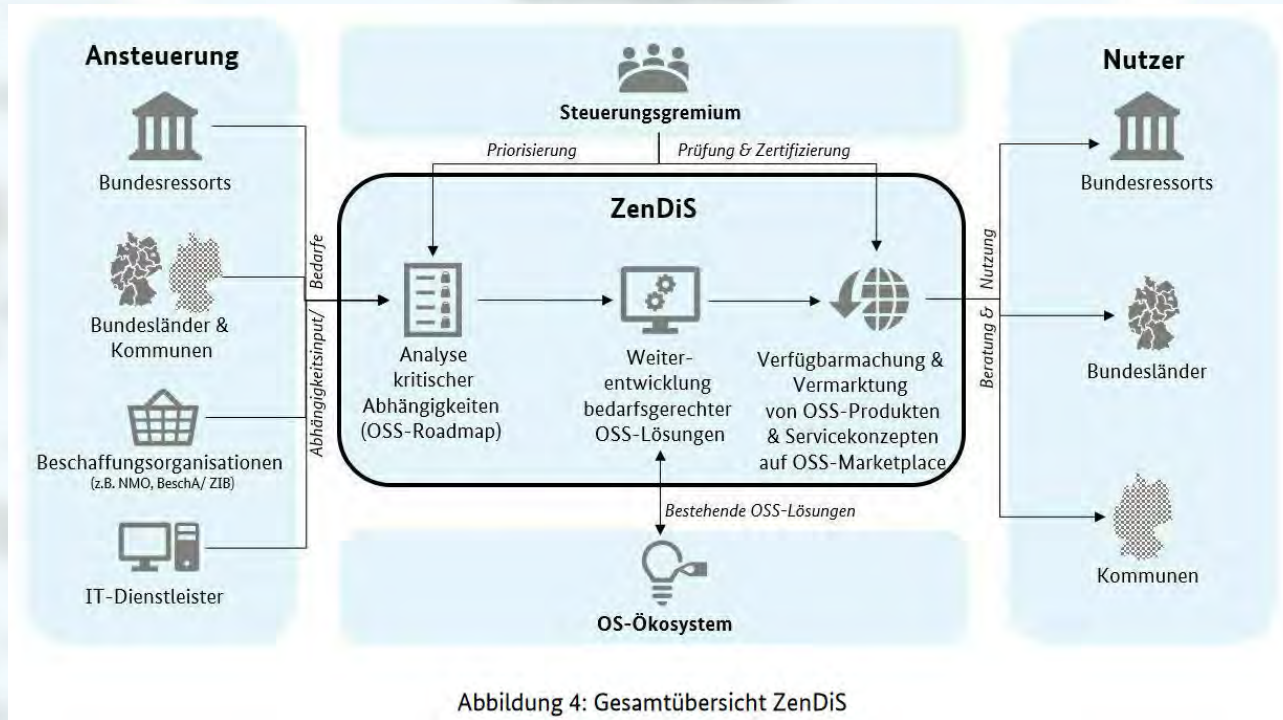 Ansteuerung
Bundesressorts
Bundesländer &
Kommunen
Beschaffungsorganisationen
(z.B. NMO, BeschA/ ZIB)
IT-Dienstleister
Abhängigkeitsinput/
Bedarfe
Steuerungsgremium
Priorisierung
Prüfung & Zertifizierung
ZenDiS
Analyse
kritischer
Abhängigkeiten
(OSS-Roadmap)
Weiter-
entwicklung
bedarfsgerechter
OSS-Lösungen
Verfügbarmachung &
Vermarktung
von OSS-Produkten
& Servicekonzepten
auf OSS-Marketplace
Bestehende OSS-Lösungen
OS-Ökosystem
Beratung & Nutzung
Nutzer
Bundesressorts
Bundesländer
Kommunen
Abbildung 4: Gesamtübersicht ZenDiS